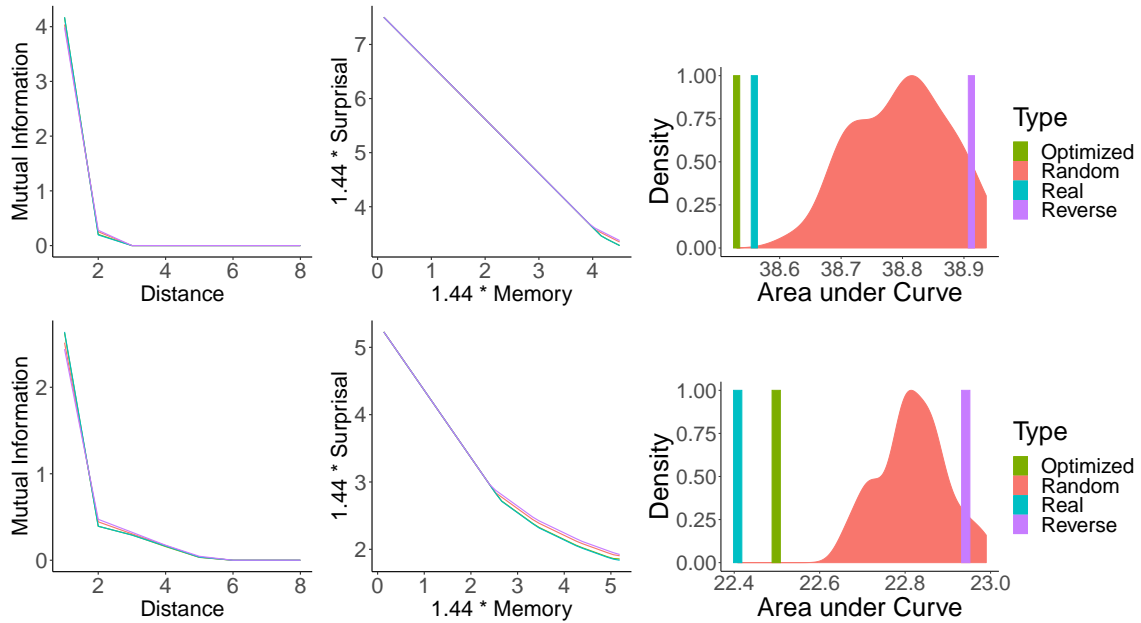 Mutual Information
4
3
2
1
0
2
4
6
8
Distance
1.44 * Surprisal
7
6
5
4
0
1
2
3
4
1.44 * Memory
Density
1.00
0.75
0.50
0.25
0.00
38.6
38.7
38.8
38.9
Area under Curve
Type
Optimized
Random
Real
Reverse
Mutual Information
2
1
0
2
4
6
8
Distance
1.44 * Surprisal
5
4
3
2
0
1
2
3
4
5
1.44 * Memory
Density
1.00
0.75
0.50
0.25
0.00
22.4
22.6
22.8
23.0
Area under Curve
Type
Optimized
Random
Real
Reverse